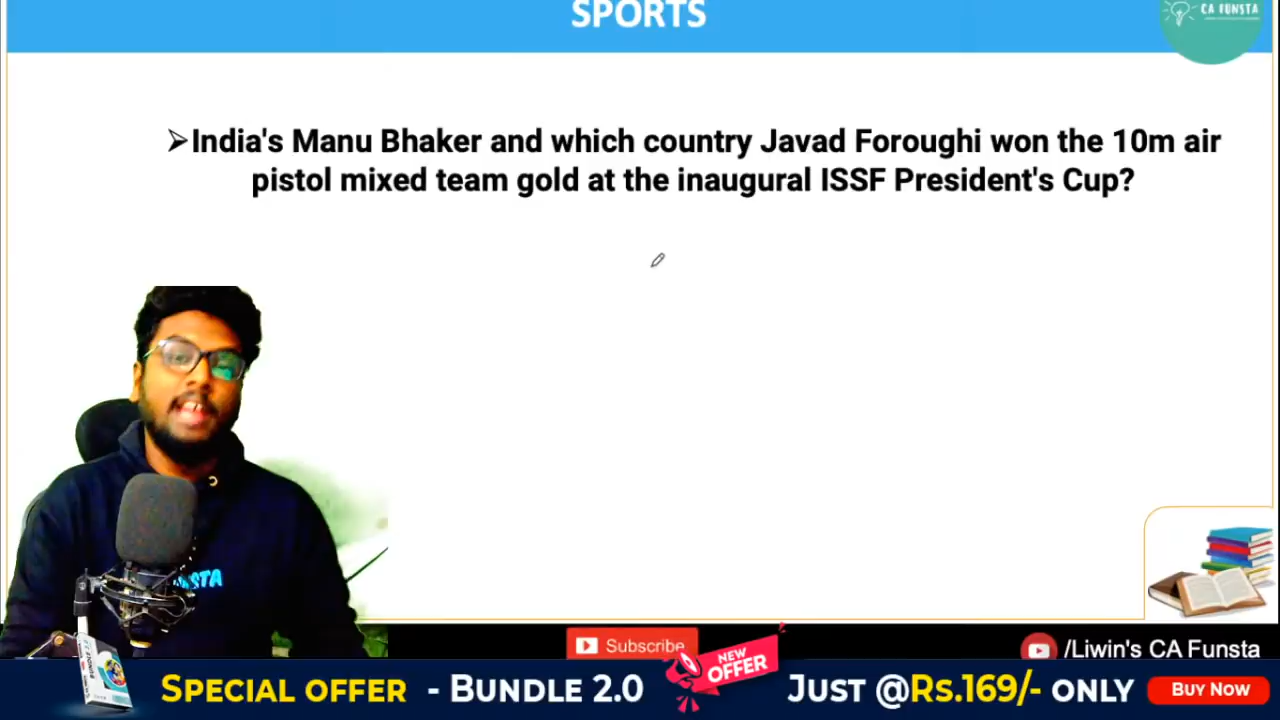 SPORTS
CA FUNSTA
➢India's Manu Bhaker and which country Javad Foroughi won the 10m air
pistol mixed team gold at the inaugural ISSF President's Cup?
Subscribe
/Liwin's CA Funsta
SPECIAL OFFER - BUNDLE 2.0
NEW
OFFER
JUST @Rs.169/- ONLY
BUY NOW